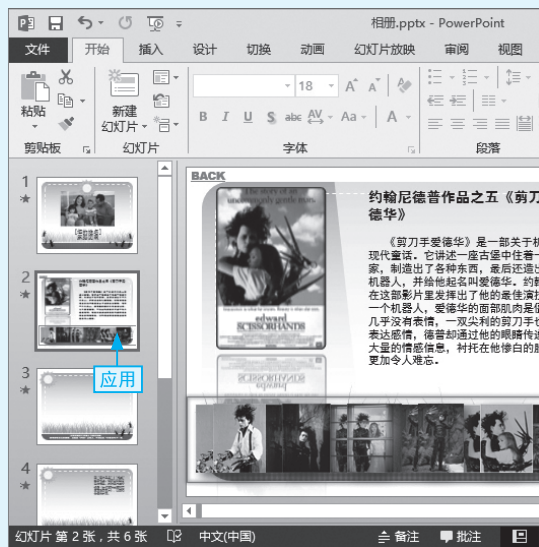 相册.pptx - PowerPoint
文件 开始 插入 设计 切换 动画 幻灯片放映 审阅 视图
18
粘贴
新建
幻灯片
B I U S abc AV Aa A
剪贴板 幻灯片 字体 段落
1
2
应用
3
4
BACK
The story of an
uncommonly gentle man.
edward
SCISSORHANDS
约翰尼德普作品之五《剪刀
德华》
《剪刀手爱德华》是一部关于机
现代童话。它讲述一座古堡中住着一
家，制造出了各种东西，最后还造出
机器人，并给他起名叫爱德华。约
在这部影片里发挥出了他的最佳演技
一个机器人，爱德华的面部肌肉是
几乎没有表情，一双尖利的剪刀手也
表达感情，德普却通过他的眼睛传
大量的情感信息，衬托在他惨白的
更加令人难忘。
幻灯片 第 2 张，共 6 张 中文(中国) 备注 批注